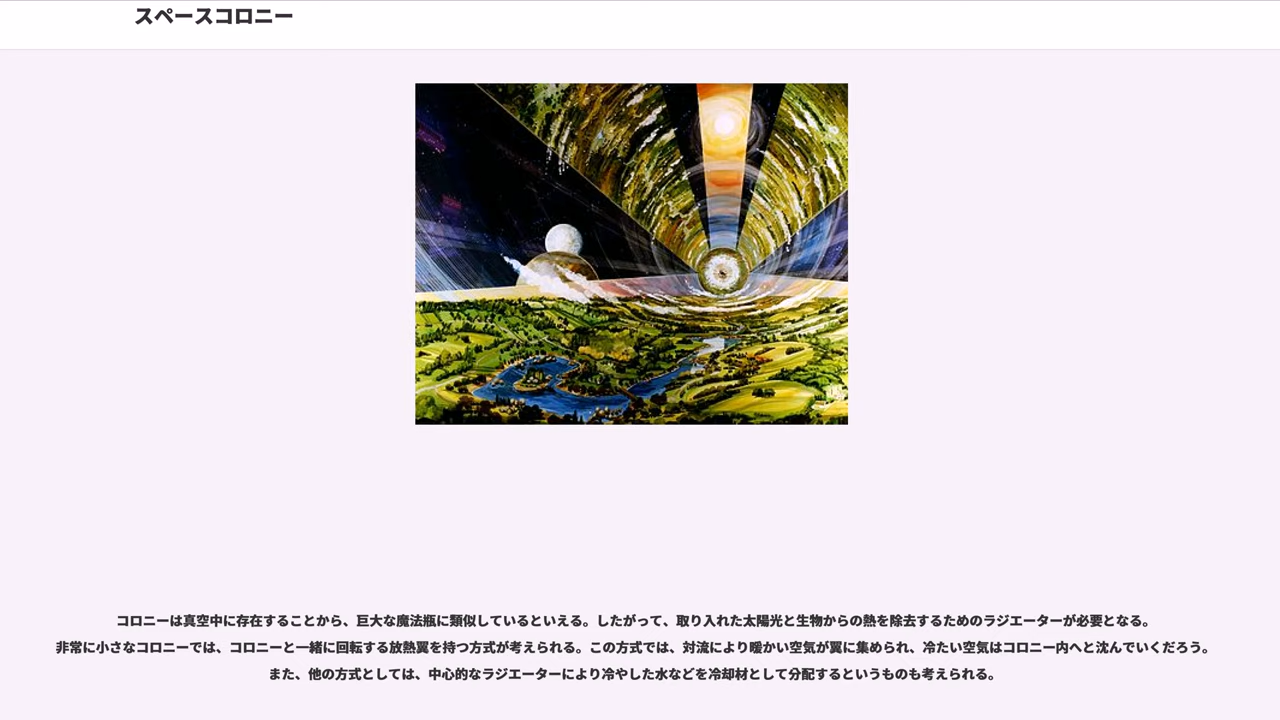 スペースコロニー
コロニーは真空中に存在することから、巨大な魔法瓶に類似しているといえる。したがって、取り入れた太陽光と生物からの熱を除去するためのラジエーターが必要となる。
非常に小さなコロニーでは、コロニーと一緒に回転する放熱翼を持つ方式が考えられる。この方式では、対流により暖かい空気が翼に集められ、冷たい空気はコロニー内へと沈んでいくだろう。
また、他の方式としては、中心的なラジエーターにより冷やした水などを冷却材として分配するというものも考えられる。